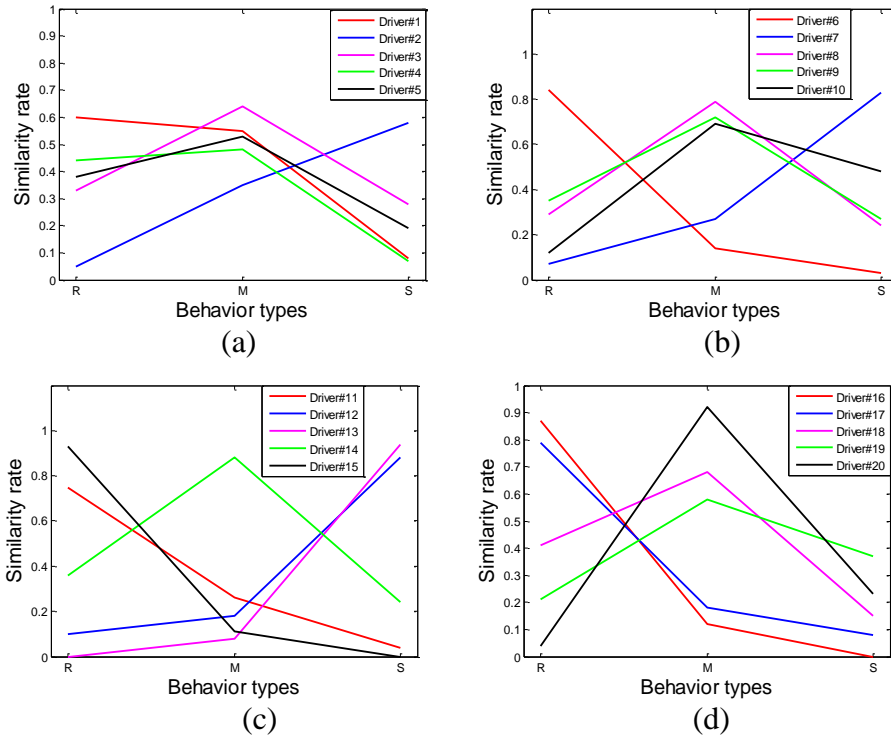 1
0.9
0.8
0.7
0.6
0.5
0.4
0.3
0.2
0.1
0
Similarity rate
R M S
Behavior types
Driver#1
Driver#2
Driver#3
Driver#4
Driver#5
(a)
1
0.8
0.6
0.4
0.2
0
Similarity rate
R M S
Behavior types
Driver#6
Driver#7
Driver#8
Driver#9
Driver#10
(b)
1
0.8
0.6
0.4
0.2
0
Similarity rate
R M S
Behavior types
Driver#11
Driver#12
Driver#13
Driver#14
Driver#15
(c)
1
0.9
0.8
0.7
0.6
0.5
0.4
0.3
0.2
0.1
0
Similarity rate
R M S
Behavior types
Driver#16
Driver#17
Driver#18
Driver#19
Driver#20
(d)